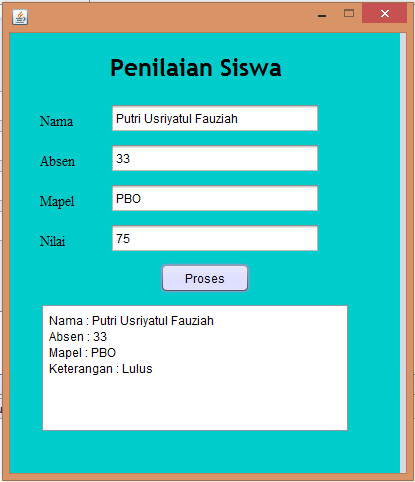 Penilaian Siswa
Nama Putri Usriyatul Fauziah
Absen 33
Mapel PBO
Nilai 75
Proses
Nama : Putri Usriyatul Fauziah
Absen : 33
Mapel : PBO
Keterangan : Lulus